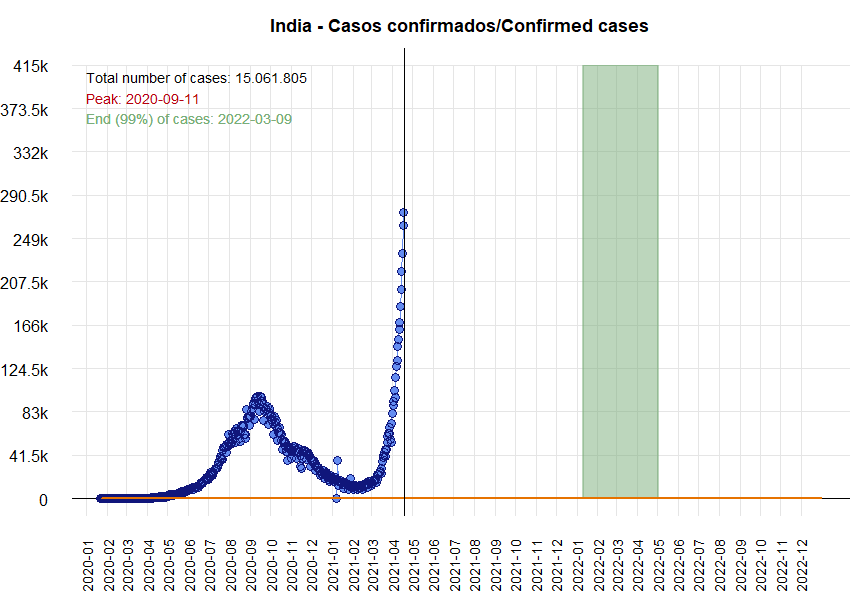 India - Casos confirmados/Confirmed cases
415k
Total number of cases: 15.061.805
Peak: 2020-09-11
373.5k
End (99%) of cases: 2022-03-09
332k
290.5k
249k
207.5k
166k
124.5k
83k
41.5k
0
2020-01
2020-02
2020-03
2020-04
2020-05
2020-06
2020-07
2020-08
2020-09
2020-10
2020-11
2020-12
2021-01
2021-02
2021-03
2021-04
2021-05
2021-06
2021-07
2021-08
2021-09
2021-10
2021-11
2021-12
2022-01
2022-02
2022-03
2022-04
2022-05
2022-06
2022-07
2022-08
2022-09
2022-10
2022-11
2022-12